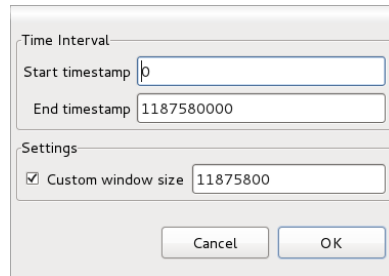 Time Interval
Start timestamp 0
End timestamp 1187580000
Settings
Custom window size 11875800
Cancel OK